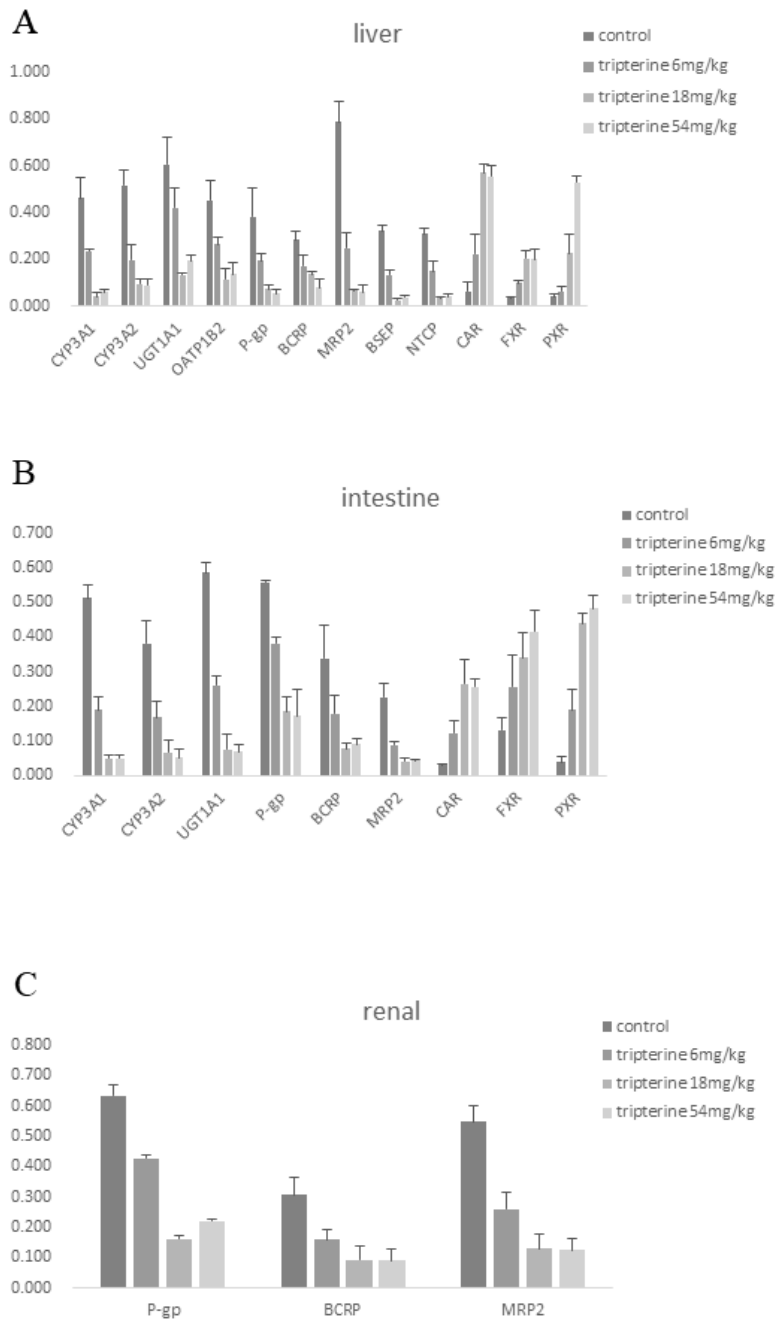 A
liver
control
tripterine 6mg/kg
tripterine 18mg/kg
tripterine 54mg/kg
1.000
0.800
0.600
0.400
0.200
0.000
CYP3A1
CYP3A2
UGT1A1
OATP1B2
P-gp
BCRP
MRP2
BSEP
NTCP
CAR
FXR
PXR
B
intestine
control
tripterine 6mg/kg
tripterine 18mg/kg
tripterine 54mg/kg
0.700
0.600
0.500
0.400
0.300
0.200
0.100
0.000
CYP3A1
CYP3A2
UGT1A1
P-gp
BCRP
MRP2
CAR
FXR
PXR
C
renal
control
tripterine 6mg/kg
tripterine 18mg/kg
tripterine 54mg/kg
0.800
0.700
0.600
0.500
0.400
0.300
0.200
0.100
0.000
P-gp
BCRP
MRP2